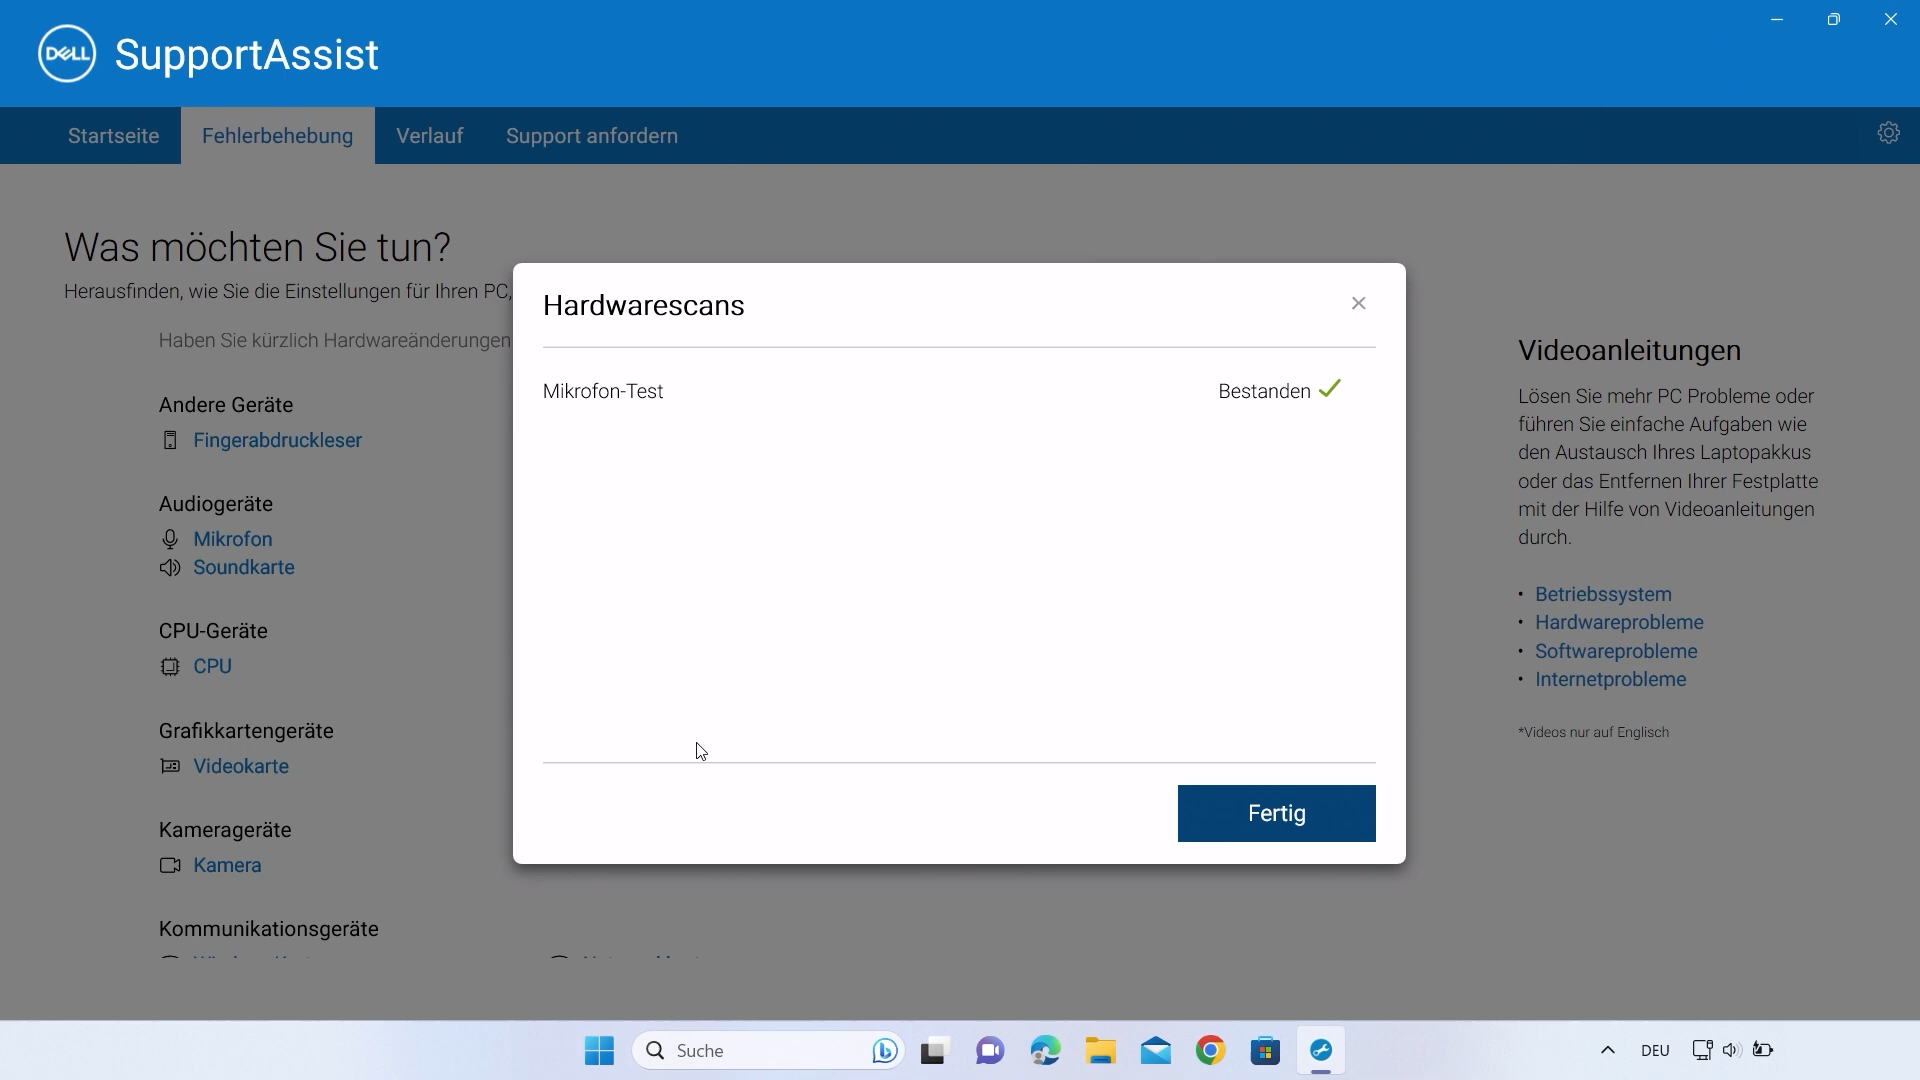 DELL SupportAssist
Startseite Fehlerbehebung Verlauf Support anfordern
Was möchten Sie tun?
Herausfinden, wie Sie die Einstellungen für Ihren PC,
Haben Sie kürzlich Hardwareänderungen
Andere Geräte
Fingerabdruckleser
Audiogeräte
Mikrofon
Soundkarte
CPU-Geräte
CPU
Grafikkartengeräte
Videokarte
Kamerageräte
Kamera
Kommunikationsgeräte
Hardwarescans
Mikrofon-Test Bestanden
Fertig
Videoanleitungen
Lösen Sie mehr PC Probleme oder
führen Sie einfache Aufgaben wie
den Austausch Ihres Laptopakkus
oder das Entfernen Ihrer Festplatte
mit der Hilfe von Videoanleitungen
durch.
• Betriebssystem
• Hardwareprobleme
• Softwareprobleme
• Internetprobleme
*Videos nur auf Englisch
Suche
DEU